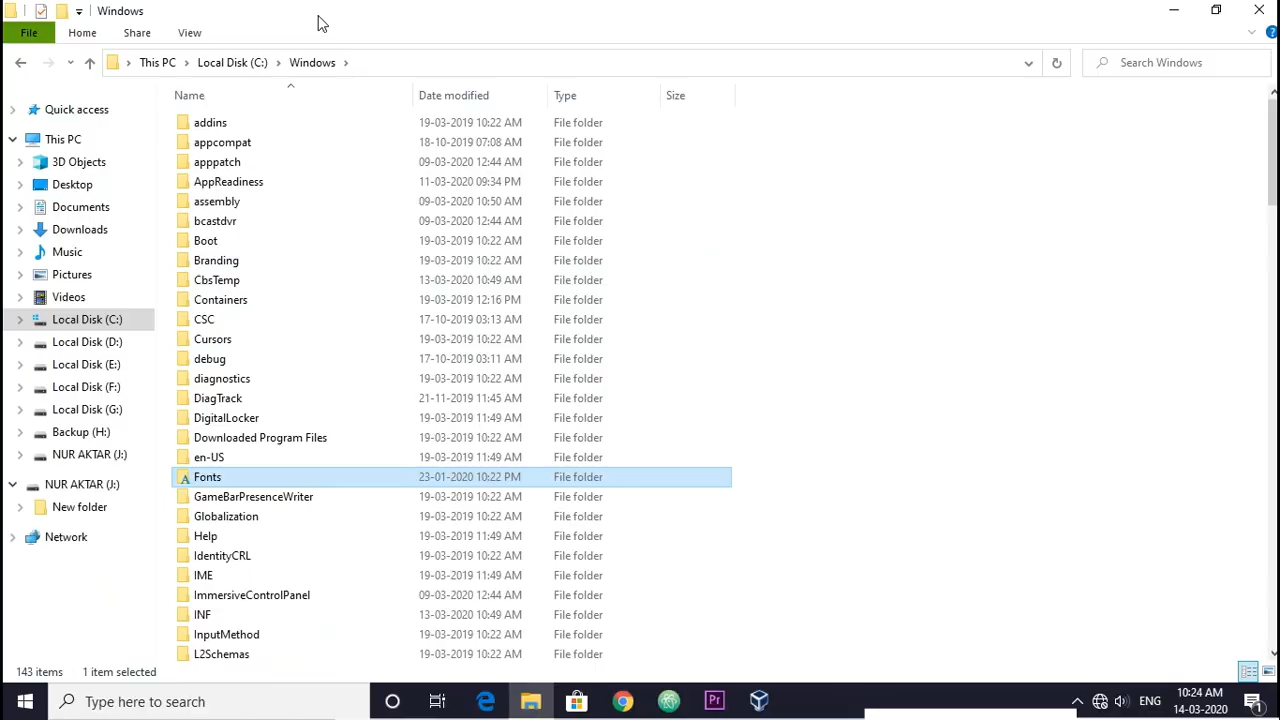 Windows
File Home Share View
This PC Local Disk (C:) Windows
Search Windows
Name Date modified Type Size
Quick access
This PC
3D Objects
Desktop
Documents
Downloads
Music
Pictures
Videos
Local Disk (C:)
Local Disk (D:)
Local Disk (E:)
Local Disk (F:)
Local Disk (G:)
Backup (H:)
NUR AKTAR (J:)
NUR AKTAR (J:)
New folder
Network
addins 19-03-2019 10:22 AM File folder
appcompat 18-10-2019 07:08 AM File folder
apppatch 09-03-2020 12:44 AM File folder
AppReadiness 11-03-2020 09:34 PM File folder
assembly 09-03-2020 10:50 AM File folder
bcastdvr 09-03-2020 12:44 AM File folder
Boot 19-03-2019 10:22 AM File folder
Branding 19-03-2019 10:22 AM File folder
CbsTemp 13-03-2020 10:49 AM File folder
Containers 19-03-2019 12:16 PM File folder
CSC 17-10-2019 03:13 AM File folder
Cursors 19-03-2019 10:22 AM File folder
debug 17-10-2019 03:11 AM File folder
diagnostics 19-03-2019 10:22 AM File folder
DiagTrack 21-11-2019 11:45 AM File folder
DigitalLocker 19-03-2019 11:49 AM File folder
Downloaded Program Files 19-03-2019 10:22 AM File folder
en-US 19-03-2019 11:49 AM File folder
Fonts 23-01-2020 10:22 PM File folder
GameBarPresenceWriter 19-03-2019 10:22 AM File folder
Globalization 19-03-2019 10:22 AM File folder
Help 19-03-2019 11:49 AM File folder
IdentityCRL 19-03-2019 10:22 AM File folder
IME 19-03-2019 11:49 AM File folder
ImmersiveControlPanel 09-03-2020 12:44 AM File folder
INF 13-03-2020 10:49 AM File folder
InputMethod 19-03-2019 10:22 AM File folder
L2Schemas 19-03-2019 10:22 AM File folder
143 items 1 item selected
Type here to search
Pr
ENG
10:24 AM
14-03-2020
1